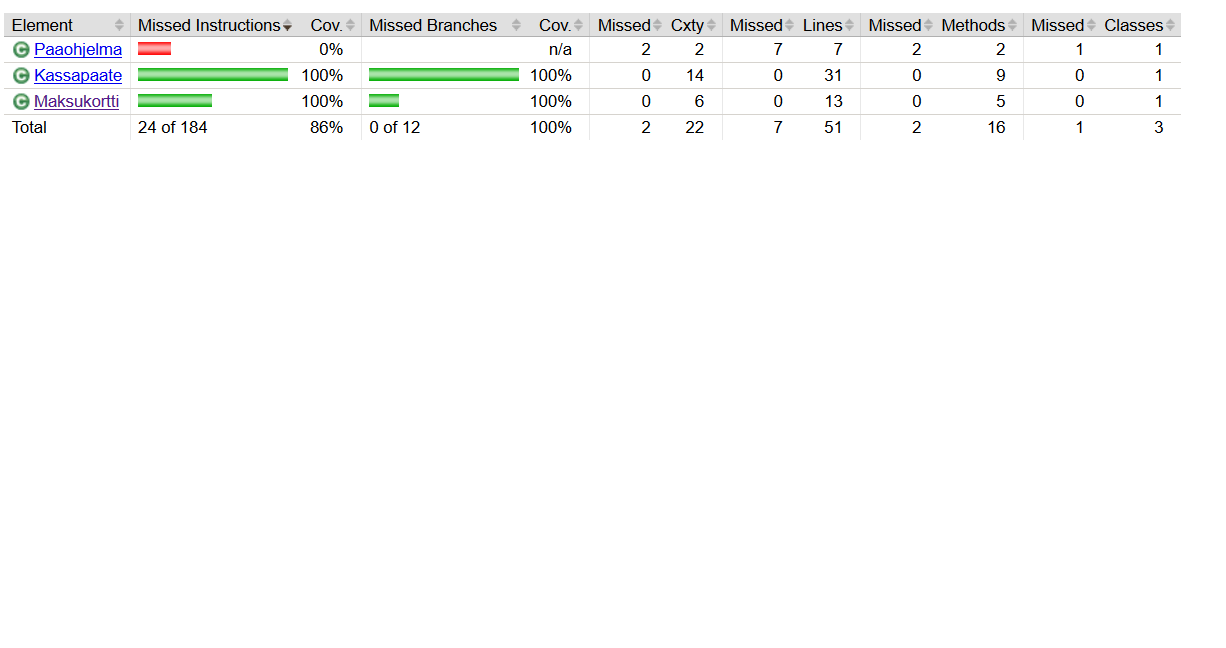 Element Missed Instructions Cov. Missed Branches Cov. Missed Cxty Missed Lines Missed Methods Missed Classes
C Paaohjelma 0% n/a 2 2 7 7 2 2 1 1
C Kassapaate 100% 100% 0 14 0 31 0 9 0 1
C Maksukortti 100% 100% 0 6 0 13 0 5 0 1
Total 24 of 184 86% 0 of 12 100% 2 22 7 51 2 16 1 3